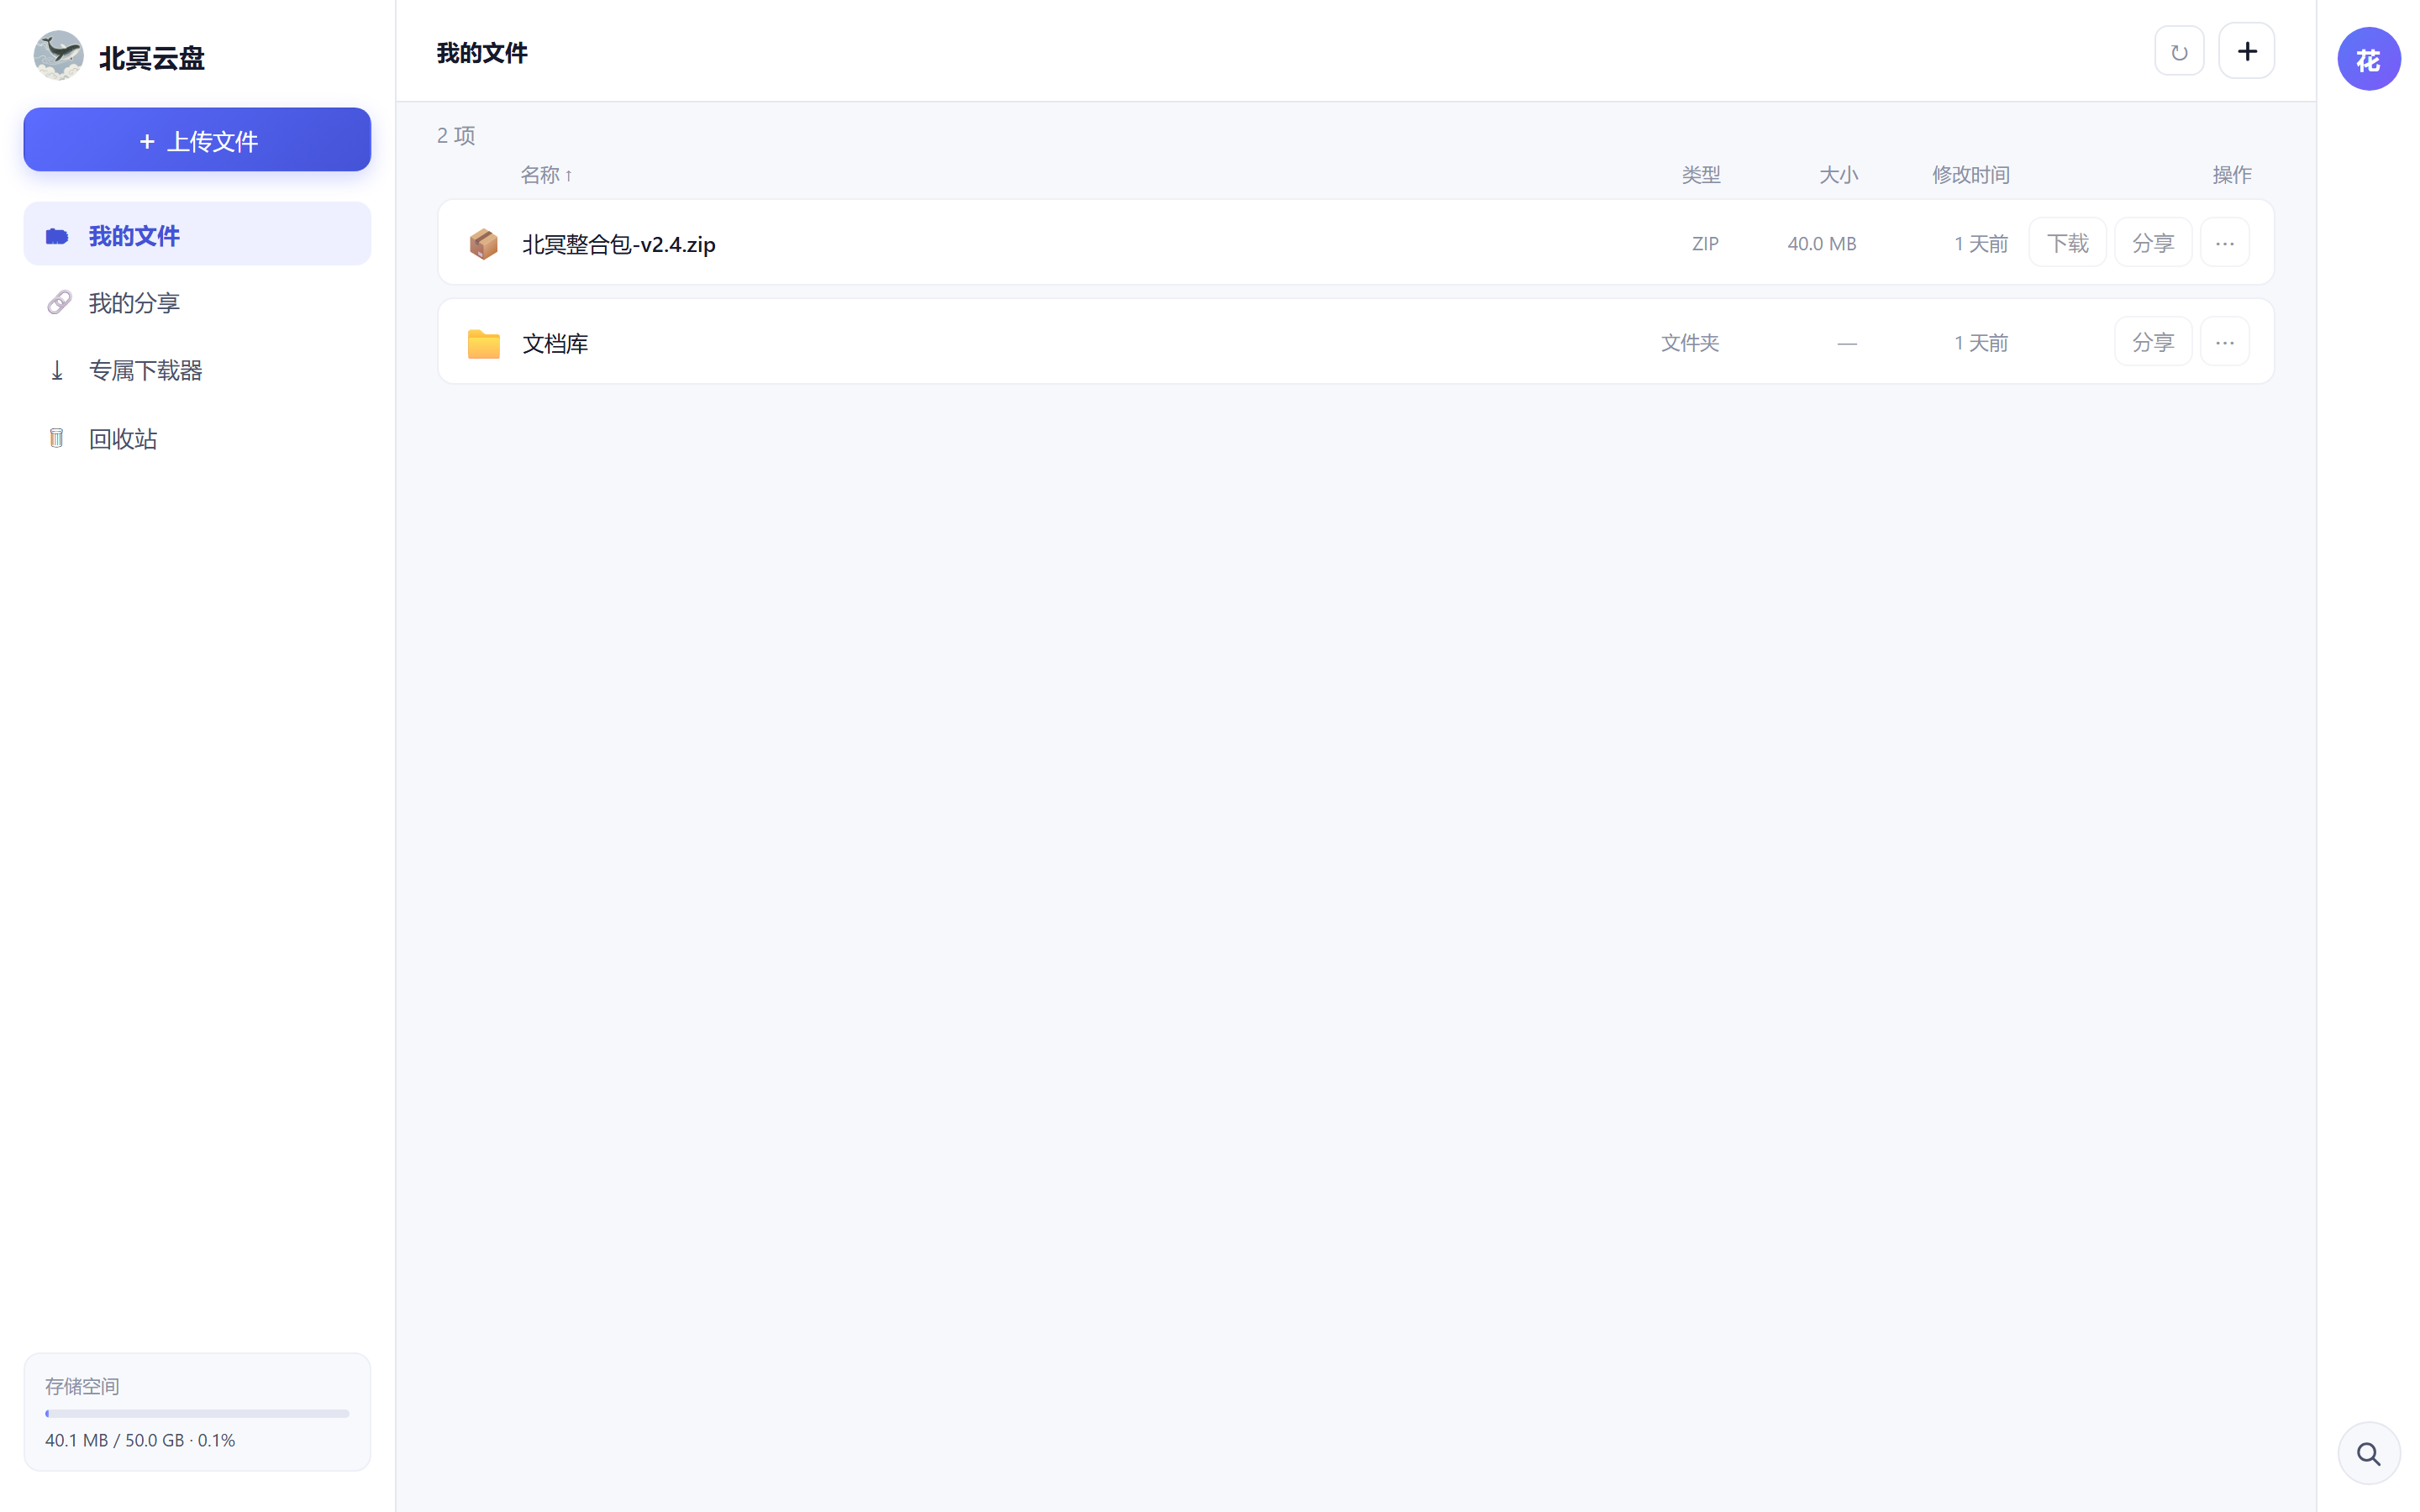 北冥云盘
+ 上传文件
我的文件
我的分享
专属下载器
回收站
存储空间
40.1 MB / 50.0 GB · 0.1%
我的文件
2 项
名称 ↑ 类型 大小 修改时间 操作
北冥整合包-v2.4.zip ZIP 40.0 MB 1 天前 下载 分享 ···
文档库 文件夹 — 1 天前 分享 ···
花